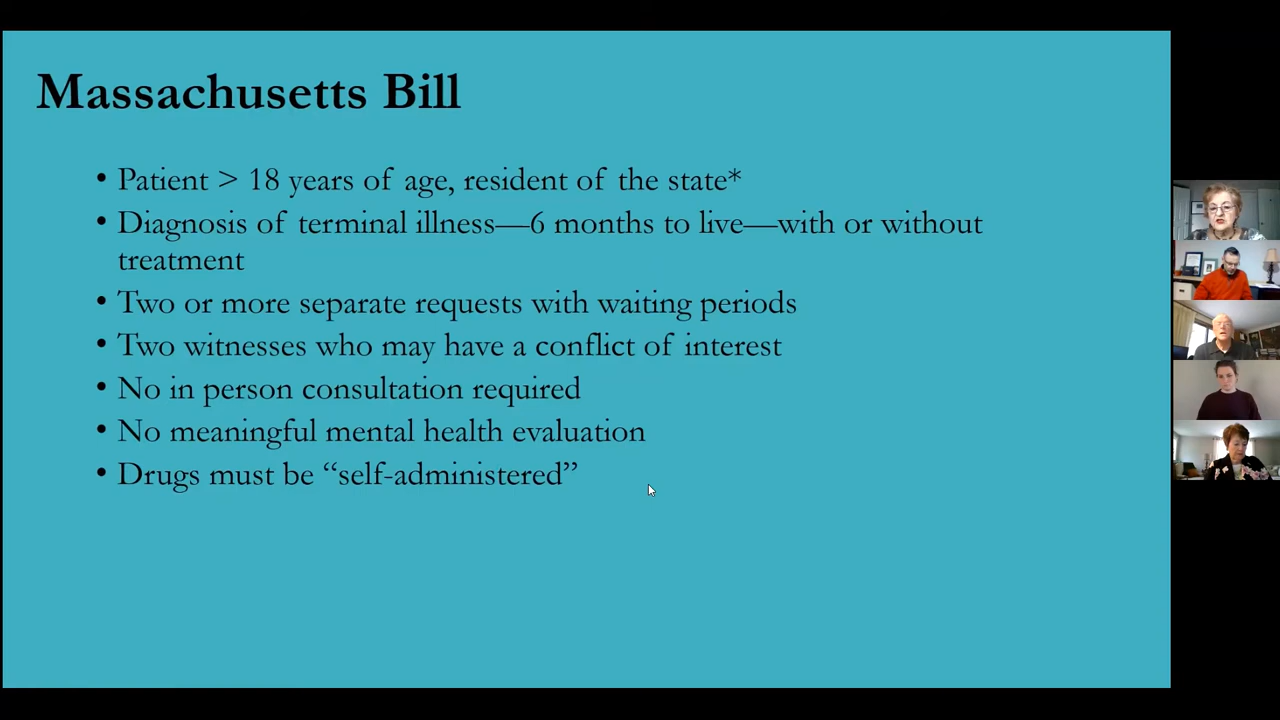 Massachusetts Bill
• Patient > 18 years of age, resident of the state*
• Diagnosis of terminal illness—6 months to live—with or without
treatment
• Two or more separate requests with waiting periods
• Two witnesses who may have a conflict of interest
• No in person consultation required
• No meaningful mental health evaluation
• Drugs must be “self-administered”